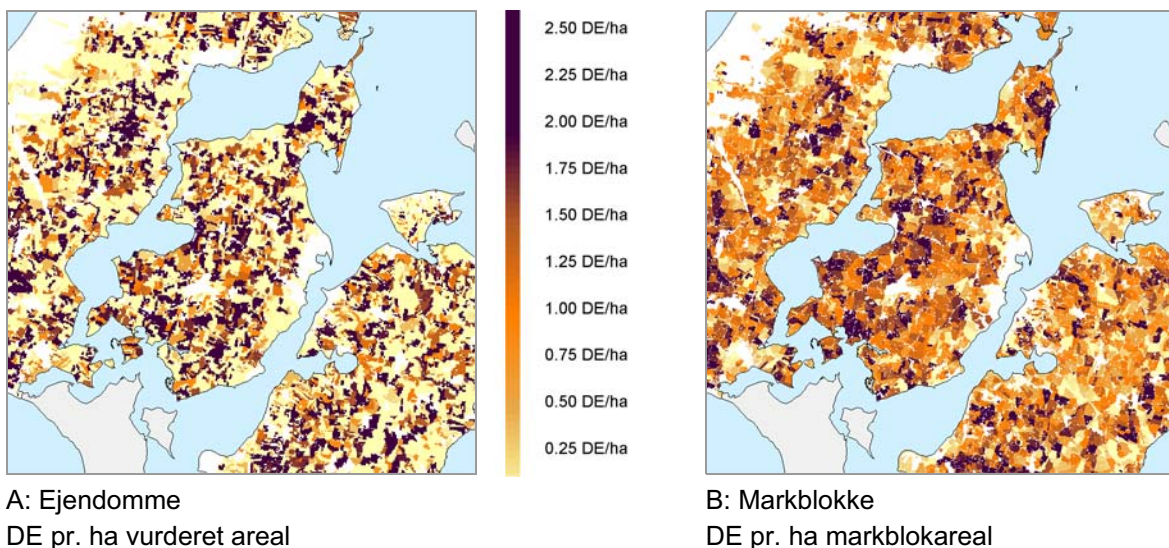 2.50 DE/ha
2.25 DE/ha
2.00 DE/ha
1.75 DE/ha
1.50 DE/ha
1.25 DE/ha
1.00 DE/ha
0.75 DE/ha
0.50 DE/ha
0.25 DE/ha
A: Ejendomme
DE pr. ha vurderet areal
B: Markblokke
DE pr. ha markblokareal